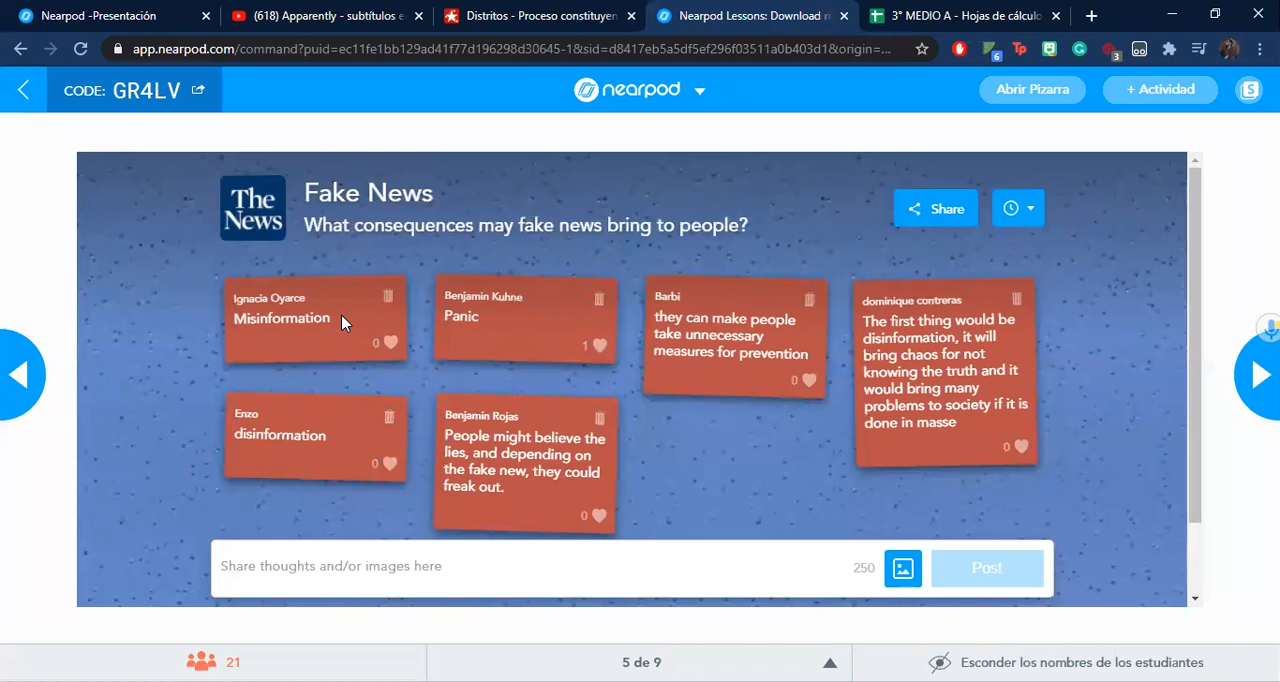 Nearpod -Presentación
(618) Apparently - subtítulos e
Distritos - Proceso constituyen
Nearpod Lessons: Download r
3° MEDIO A - Hojas de cálculo
app.nearpod.com/command?puid=ec11fe1bb129ad41f77d196298d30645-1&sid=d8417eb5a5df5ef296f03511a0b403d1&origin=...
6
Tp
3
CODE: GR4LV
nearpod
Abrir Pizarra
+ Actividad
S
The
News
Fake News
What consequences may fake news bring to people?
Share
Ignacia Oyarce
Misinformation
0
Benjamin Kuhne
Panic
1
Barbi
they can make people
take unnecessary
measures for prevention
0
dominique contreras
The first thing would be
disinformation, it will
bring chaos for not
knowing the truth and it
would bring many
problems to society if it is
done in masse
0
Enzo
disinformation
0
Benjamin Rojas
People might believe the
lies, and depending on
the fake new, they could
freak out.
0
Share thoughts and/or images here
250
Post
21
5 de 9
Esconder los nombres de los estudiantes